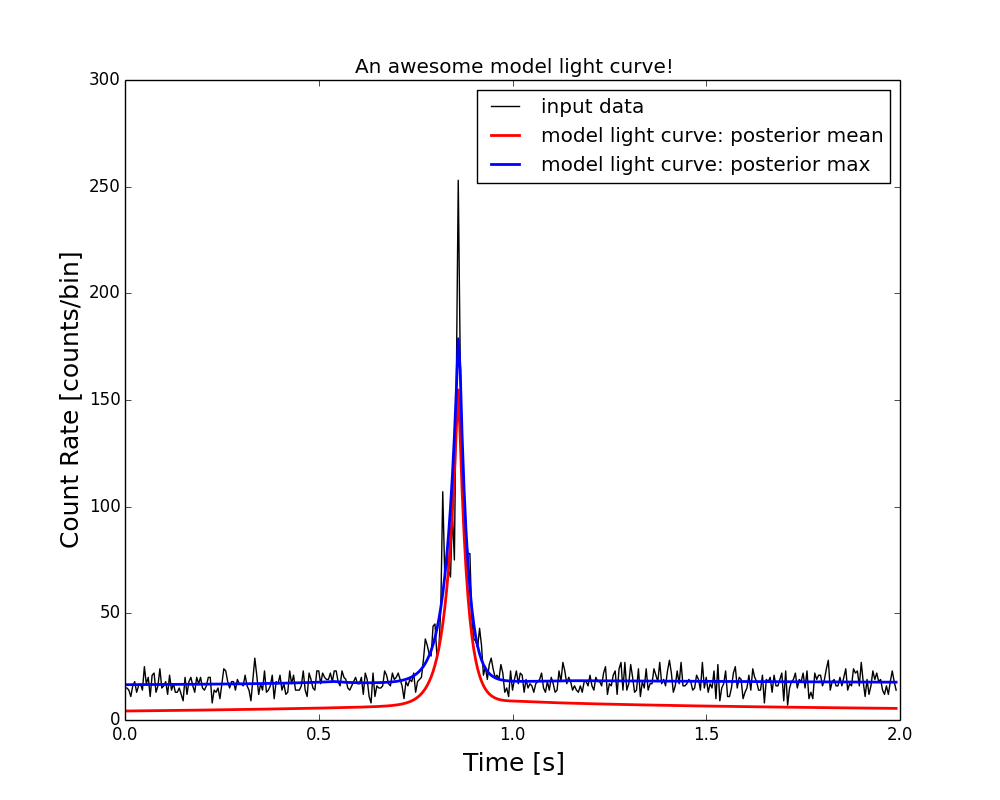 An awesome model light curve!
300
250
200
150
100
50
0
Count Rate [counts/bin]
input data
model light curve: posterior mean
model light curve: posterior max
0.0 0.5 1.0 1.5 2.0
Time [s]